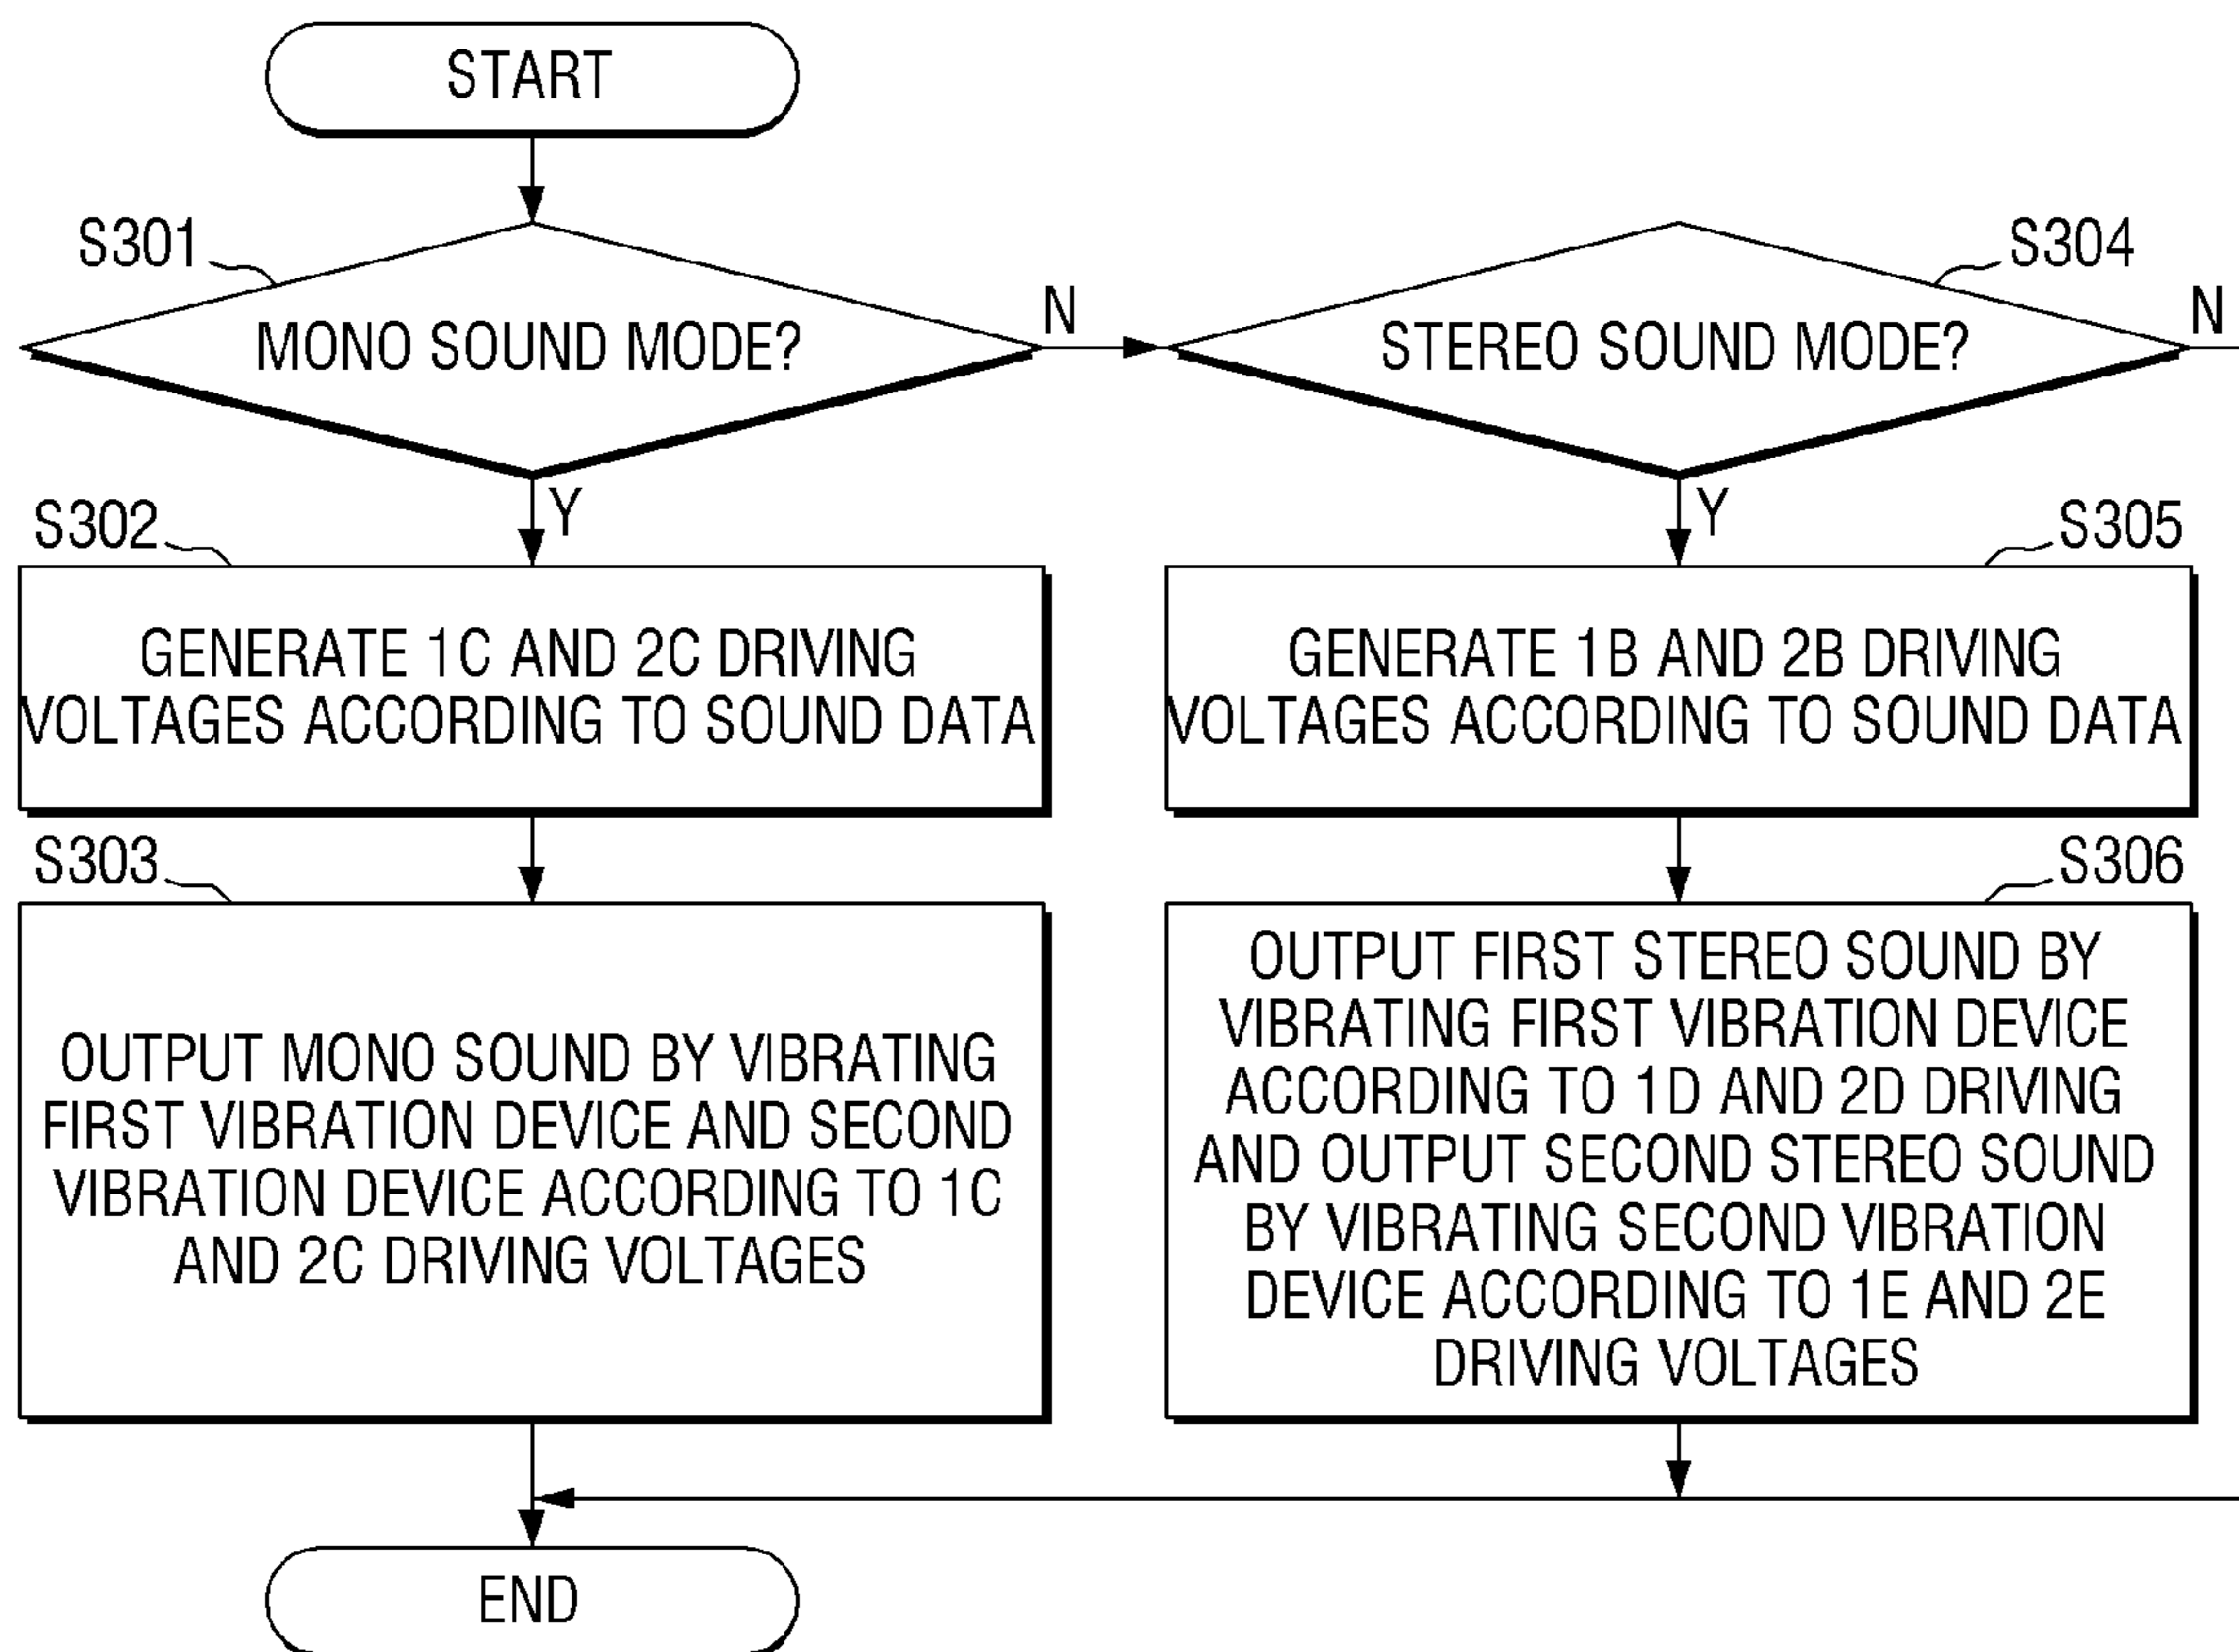 START
S301
MONO SOUND MODE?
N
Y
S302
GENERATE 1C AND 2C DRIVING
VOLTAGES ACCORDING TO SOUND DATA
S303
OUTPUT MONO SOUND BY VIBRATING
FIRST VIBRATION DEVICE AND SECOND
VIBRATION DEVICE ACCORDING TO 1C
AND 2C DRIVING VOLTAGES
S304
STEREO SOUND MODE?
N
Y
S305
GENERATE 1B AND 2B DRIVING
VOLTAGES ACCORDING TO SOUND DATA
S306
OUTPUT FIRST STEREO SOUND BY
VIBRATING FIRST VIBRATION DEVICE
ACCORDING TO 1D AND 2D DRIVING
AND OUTPUT SECOND STEREO SOUND
BY VIBRATING SECOND VIBRATION
DEVICE ACCORDING TO 1E AND 2E
DRIVING VOLTAGES
END